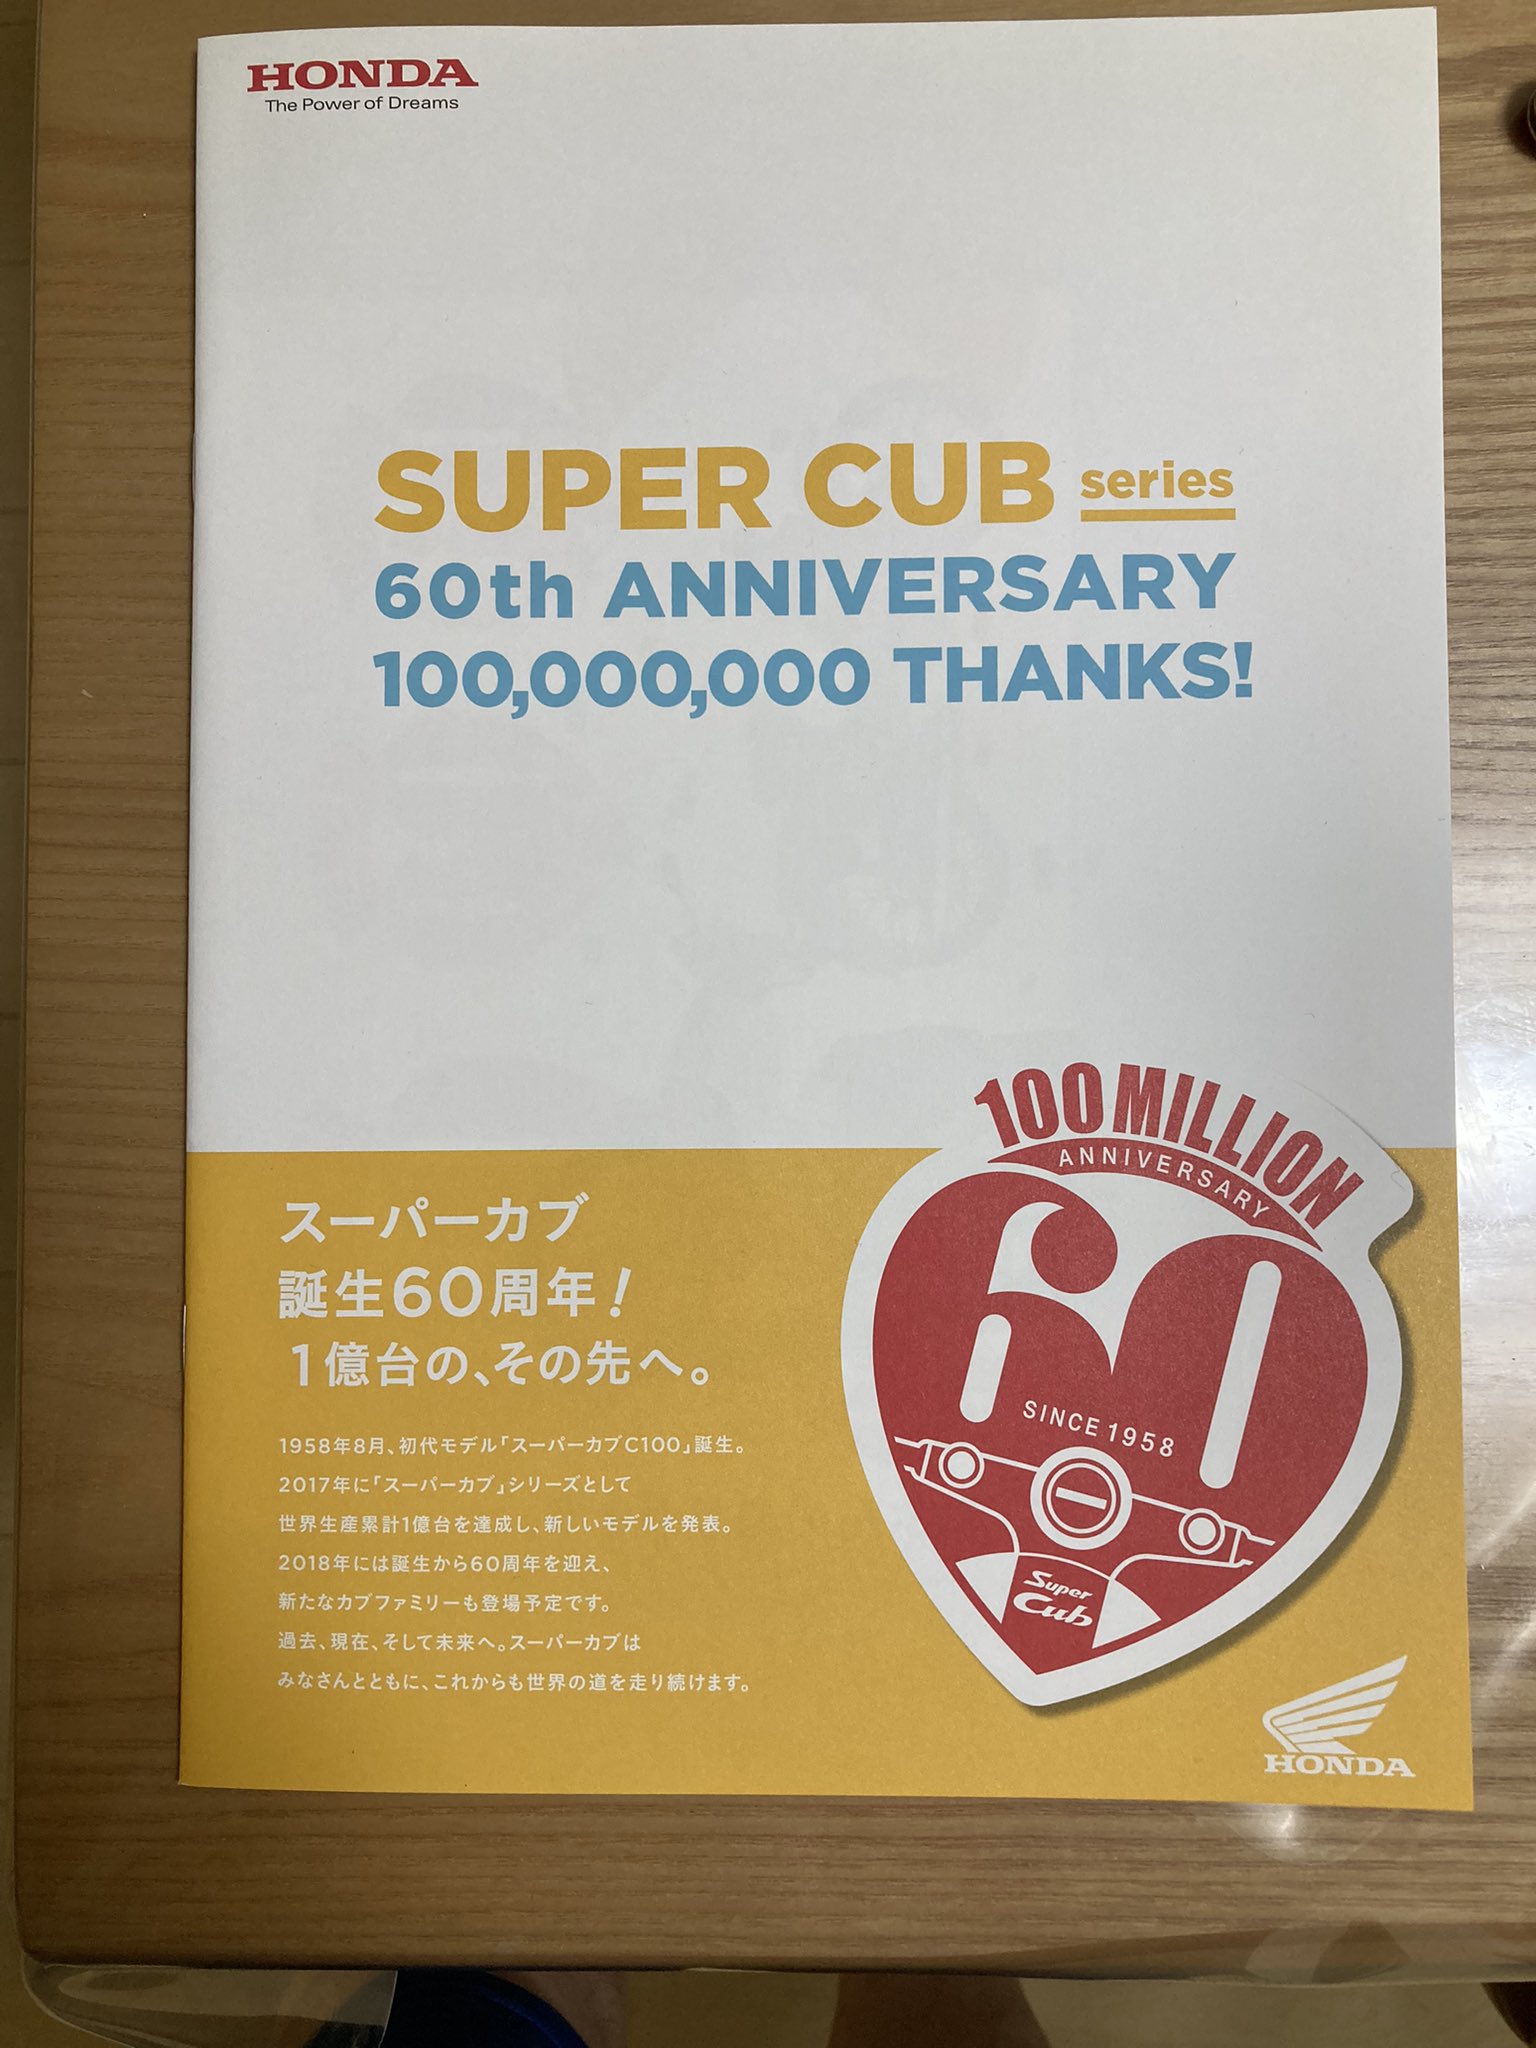 HONDA
The Power of Dreams
SUPER CUB series
60th ANNIVERSARY
100,000,000 THANKS!
スーパーカブ
誕生60周年!
1億台の、その先へ。
1958年8月、初代モデル「スーパーカブC100」誕生。
2017年に「スーパーカブ」シリーズとして
世界生産累計1億台を達成し、新しいモデルを発表。
2018年には誕生から60周年を迎え、
新たなカブファミリーも登場予定です。
過去、現在、そして未来へ。スーパーカブは
みなさんとともに、これからも世界の道を走り続けます。
100MILLION
ANNIVERSARY
60
SINCE 1958
Super
Cub
HONDA